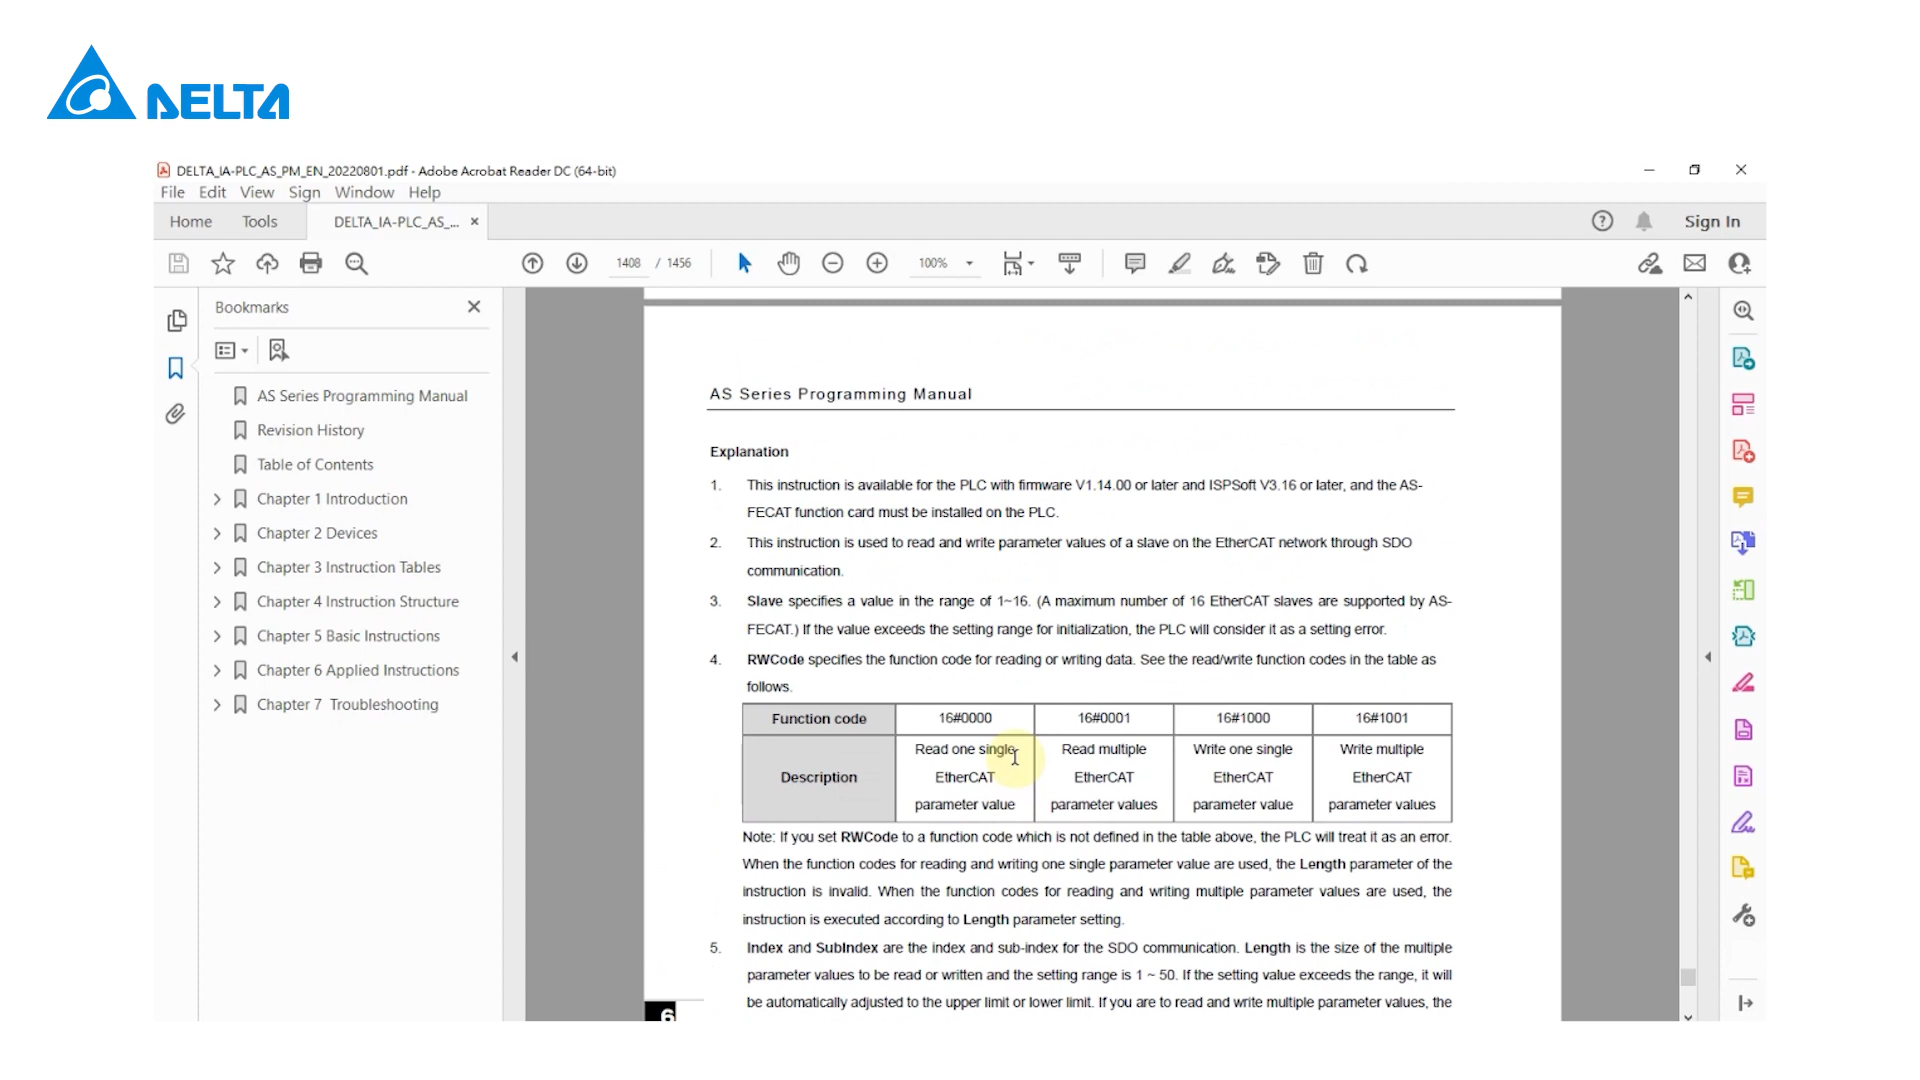 DELTA
DELTA_IA-PLC_AS_PM_EN_20220801.pdf - Adobe Acrobat Reader DC (64-bit)
File Edit View Sign Window Help
Home Tools DELTA_IA-PLC_AS_... ×
Sign In
1408 / 1456 100%
Bookmarks
AS Series Programming Manual
Revision History
Table of Contents
Chapter 1 Introduction
Chapter 2 Devices
Chapter 3 Instruction Tables
Chapter 4 Instruction Structure
Chapter 5 Basic Instructions
Chapter 6 Applied Instructions
Chapter 7 Troubleshooting
AS Series Programming Manual
Explanation
1. This instruction is available for the PLC with firmware V1.14.00 or later and ISPSoft V3.16 or later, and the AS-
FECAT function card must be installed on the PLC.
2. This instruction is used to read and write parameter values of a slave on the EtherCAT network through SDO
communication.
3. Slave specifies a value in the range of 1~16. (A maximum number of 16 EtherCAT slaves are supported by AS-
FECAT.) If the value exceeds the setting range for initialization, the PLC will consider it as a setting error.
4. RWCode specifies the function code for reading or writing data. See the read/write function codes in the table as
follows.
Function code 16#0000 16#0001 16#1000 16#1001
Description
Read one single
EtherCAT
parameter value
Read multiple
EtherCAT
parameter values
Write one single
EtherCAT
parameter value
Write multiple
EtherCAT
parameter values
Note: If you set RWCode to a function code which is not defined in the table above, the PLC will treat it as an error.
When the function codes for reading and writing one single parameter value are used, the Length parameter of the
instruction is invalid. When the function codes for reading and writing multiple parameter values are used, the
instruction is executed according to Length parameter setting.
5. Index and SubIndex are the index and sub-index for the SDO communication. Length is the size of the multiple
parameter values to be read or written and the setting range is 1 ~ 50. If the setting value exceeds the range, it will
be automatically adjusted to the upper limit or lower limit. If you are to read and write multiple parameter values, the
6